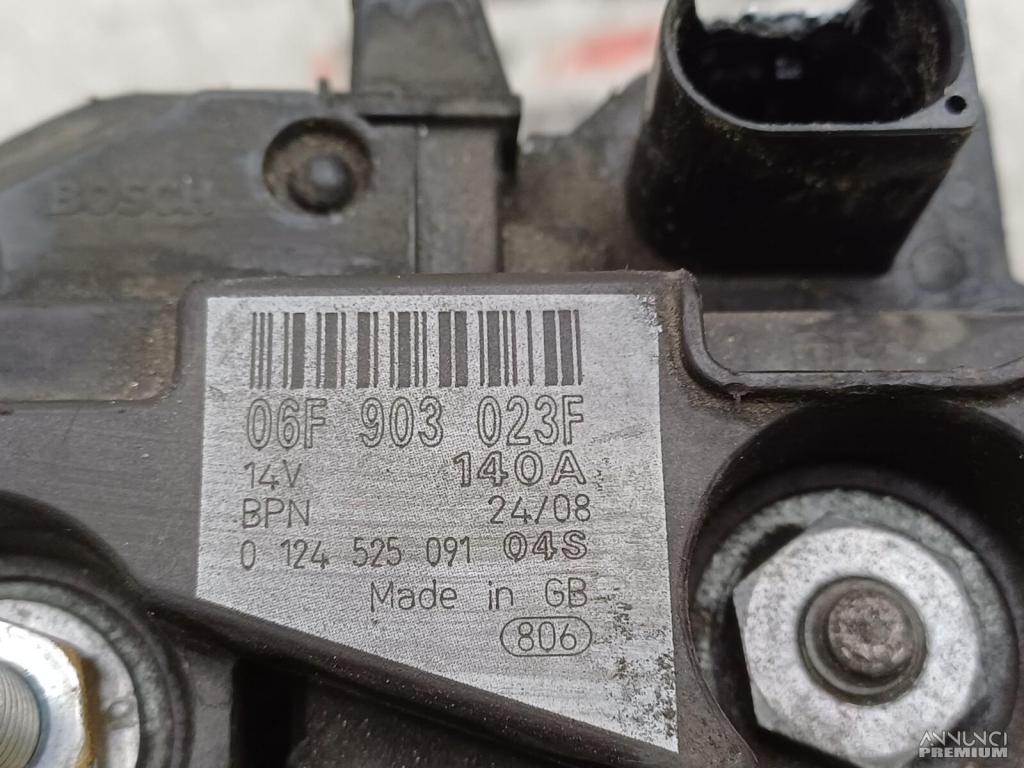 BOSCH
06F 903 023F
14V 140A
BPN 24/08
0 124 525 091 04S
Made in GB
806
ANNUNCI
PREMIUM